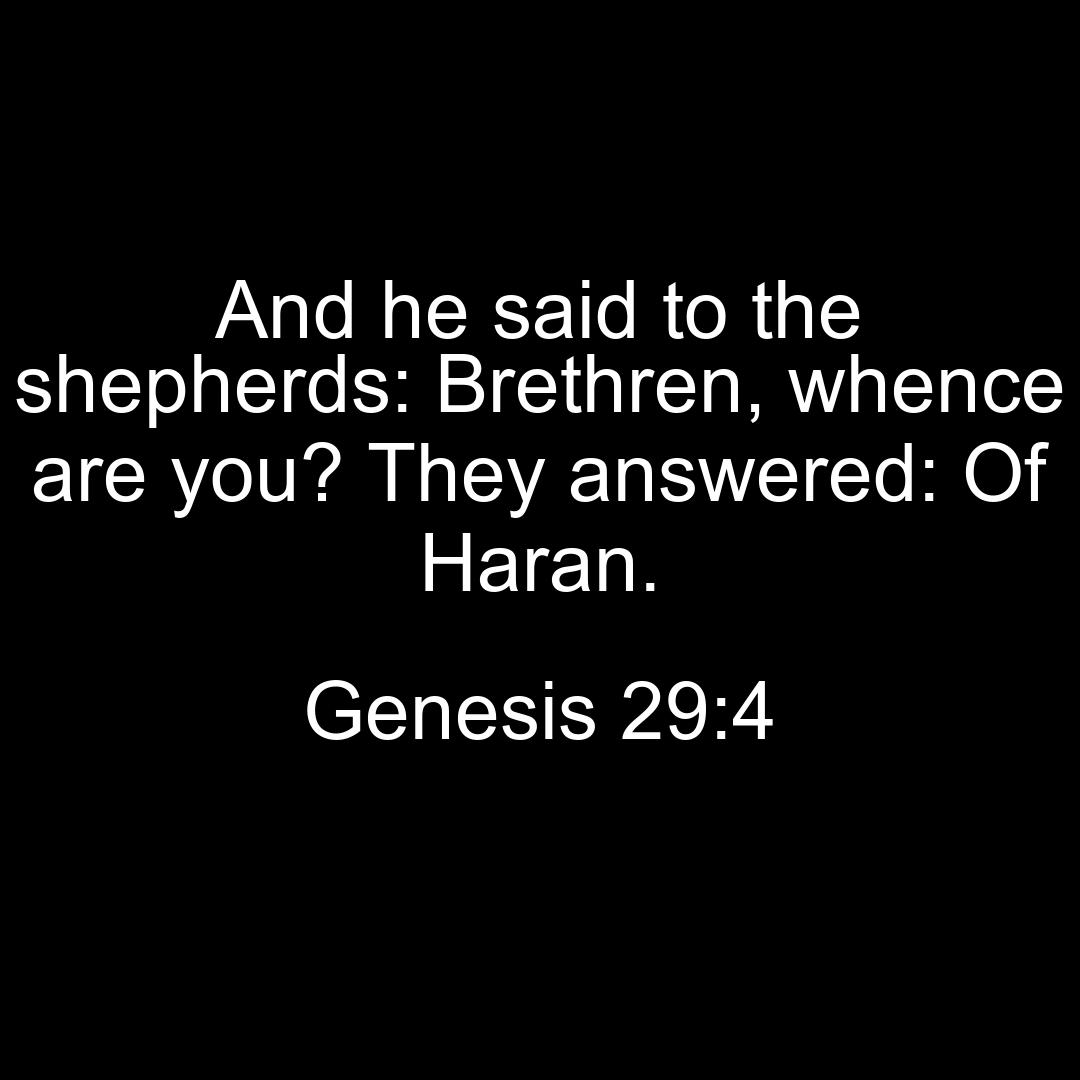 And he said to the
shepherds: Brethren, whence
are you? They answered: Of
Haran.
Genesis 29:4